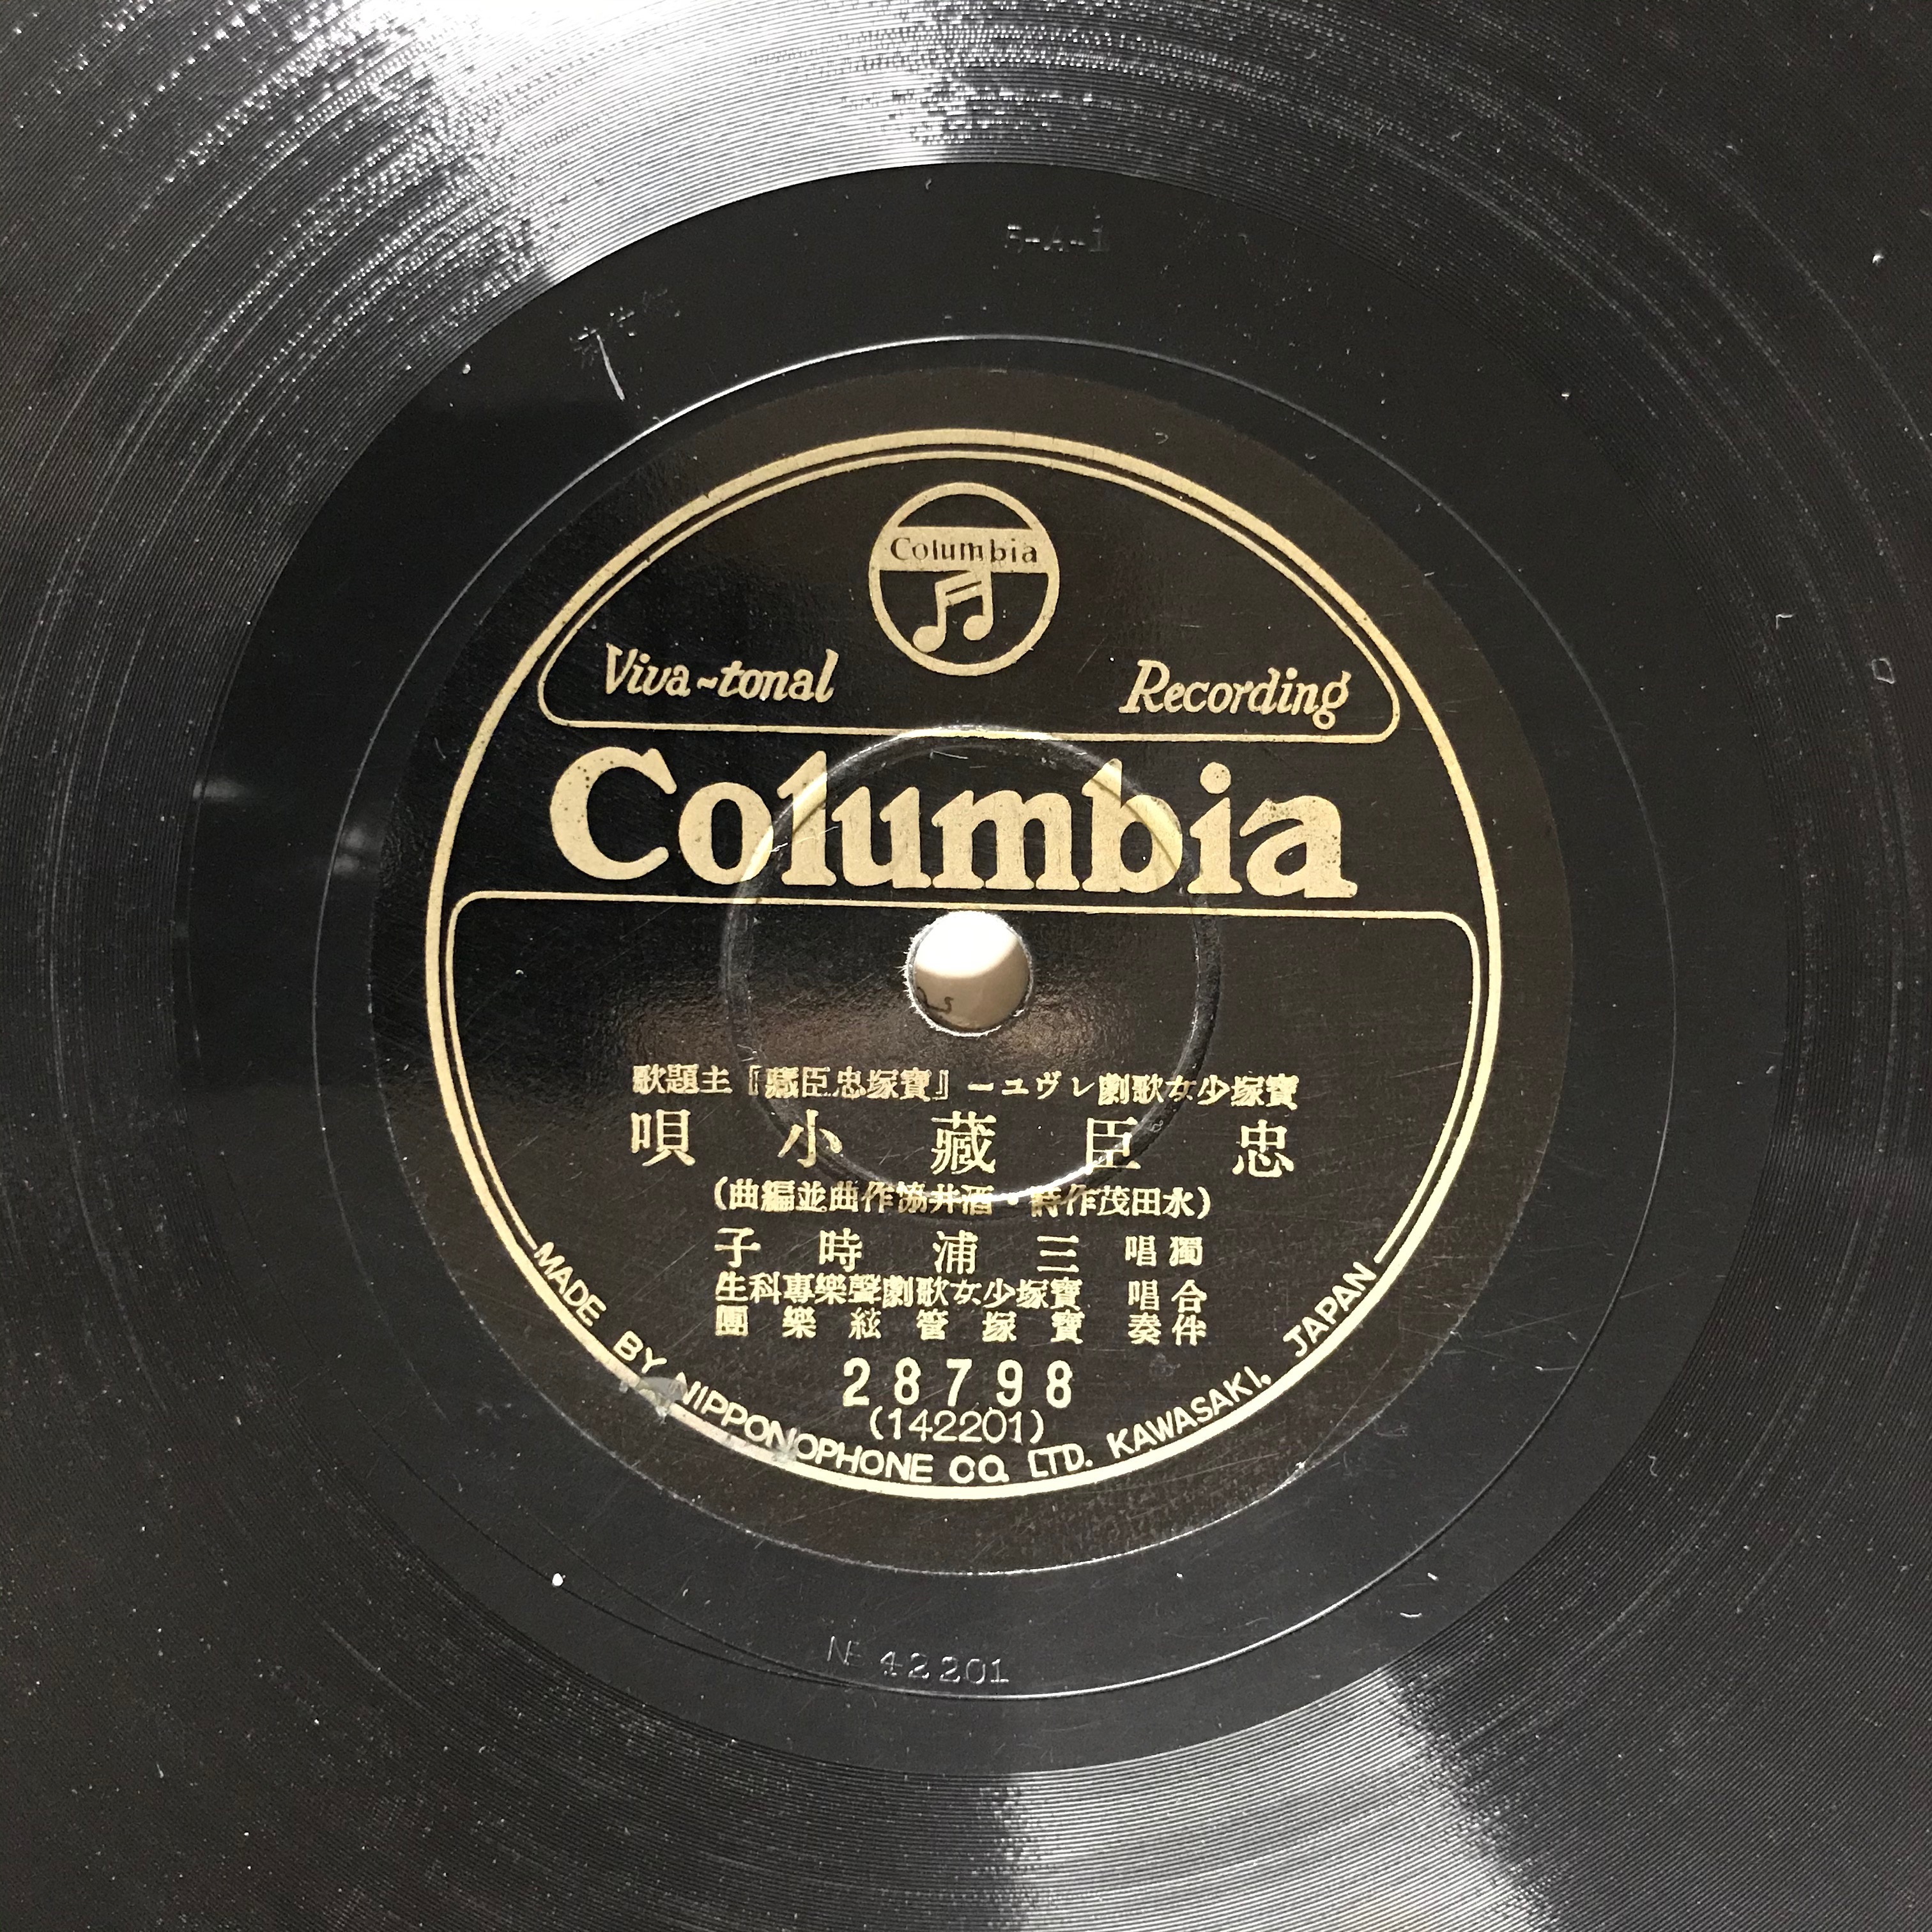 Columbia
Viva-tonal Recording
Columbia
寶塚少女歌劇レヴュー『寶塚忠臣藏』主題歌
忠臣藏小唄
(水田茂作詩・酒井協作曲並編曲)
獨唱 三浦時子
合唱 寶塚少女歌劇聲樂專科生
伴奏 寶塚管絃樂團
28798
(142201)
MADE BY NIPPONOPHONE CO. LTD. KAWASAKI, JAPAN
42201